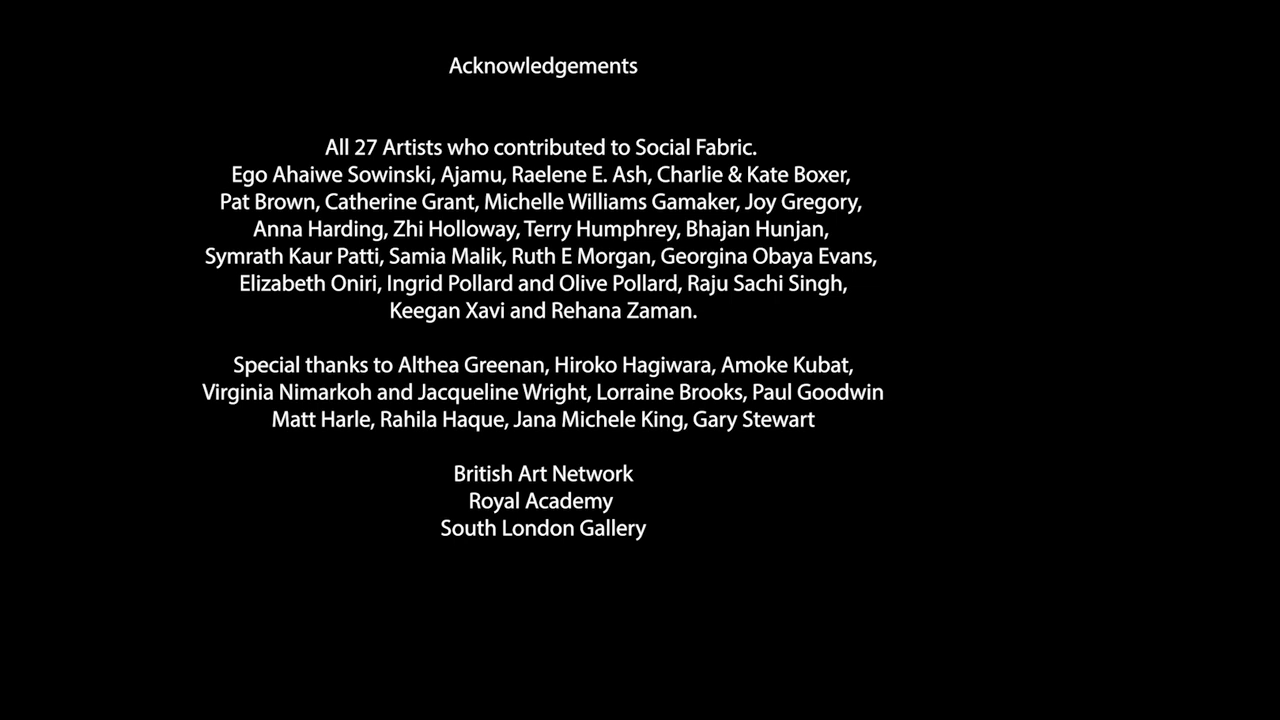 Acknowledgements
All 27 Artists who contributed to Social Fabric.
Ego Ahaiwe Sowinski, Ajamu, Raelene E. Ash, Charlie & Kate Boxer,
Pat Brown, Catherine Grant, Michelle Williams Gamaker, Joy Gregory,
Anna Harding, Zhi Holloway, Terry Humphrey, Bhajan Hunjan,
Symrath Kaur Patti, Samia Malik, Ruth E Morgan, Georgina Obaya Evans,
Elizabeth Oniri, Ingrid Pollard and Olive Pollard, Raju Sachi Singh,
Keegan Xavi and Rehana Zaman.
Special thanks to Althea Greenan, Hiroko Hagiwara, Amoke Kubat,
Virginia Nimarkoh and Jacqueline Wright, Lorraine Brooks, Paul Goodwin
Matt Harle, Rahila Haque, Jana Michele King, Gary Stewart
British Art Network
Royal Academy
South London Gallery